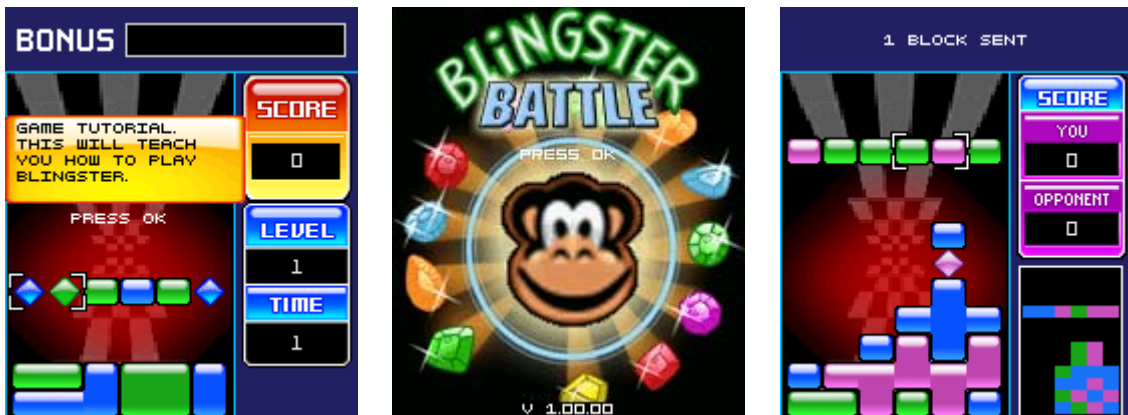 BONUS
SCORE
0
GAME TUTORIAL.
THIS WILL TEACH
YOU HOW TO PLAY
BLINGSTER.
PRESS OK
LEVEL
1
TIME
1
BLiNGSTER
BATTLE
PRESS OK
V 1.00.00
1 BLOCK SENT
SCORE
YOU
0
OPPONENT
0